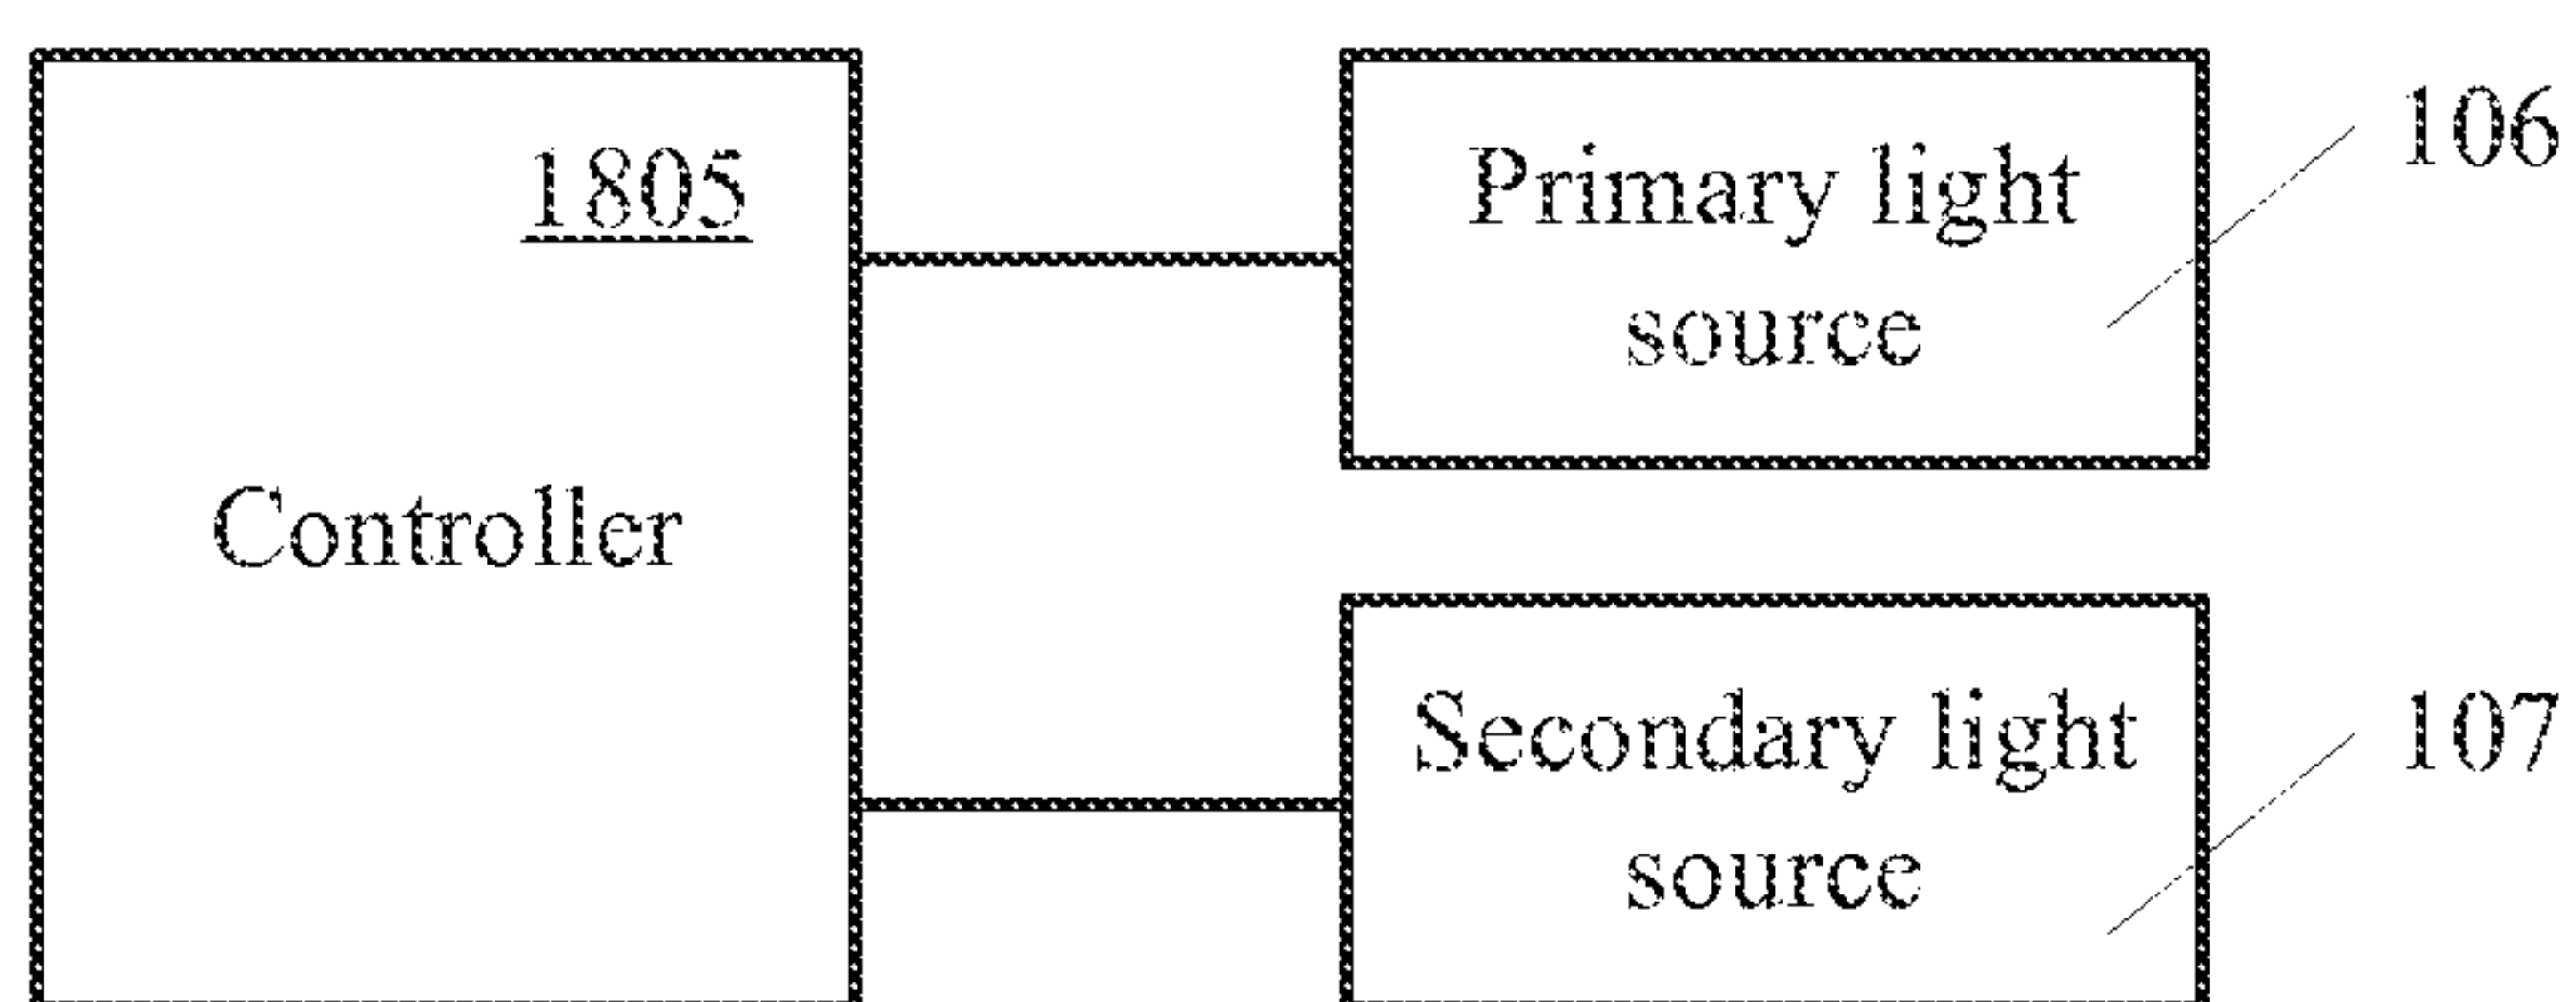 1805
Controller
Primary light
source
106
Secondary light
source
107